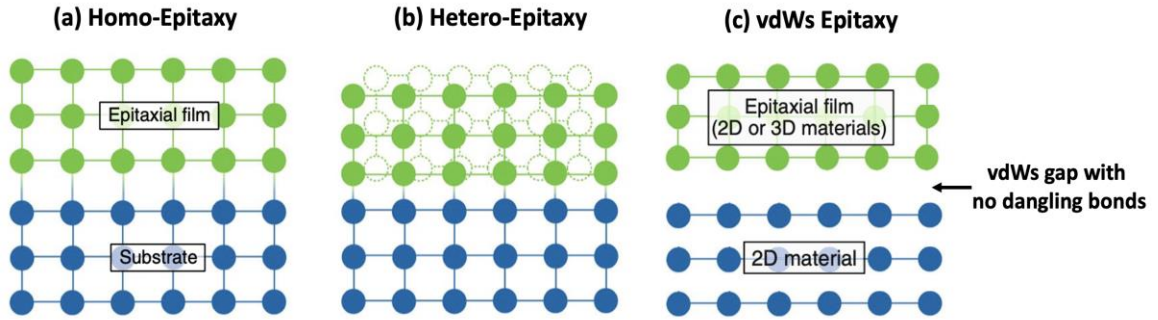 (a) Homo-Epitaxy
(b) Hetero-Epitaxy
(c) vdWs Epitaxy
Epitaxial film
Substrate
Epitaxial film
(2D or 3D materials)
2D material
vdWs gap with
no dangling bonds